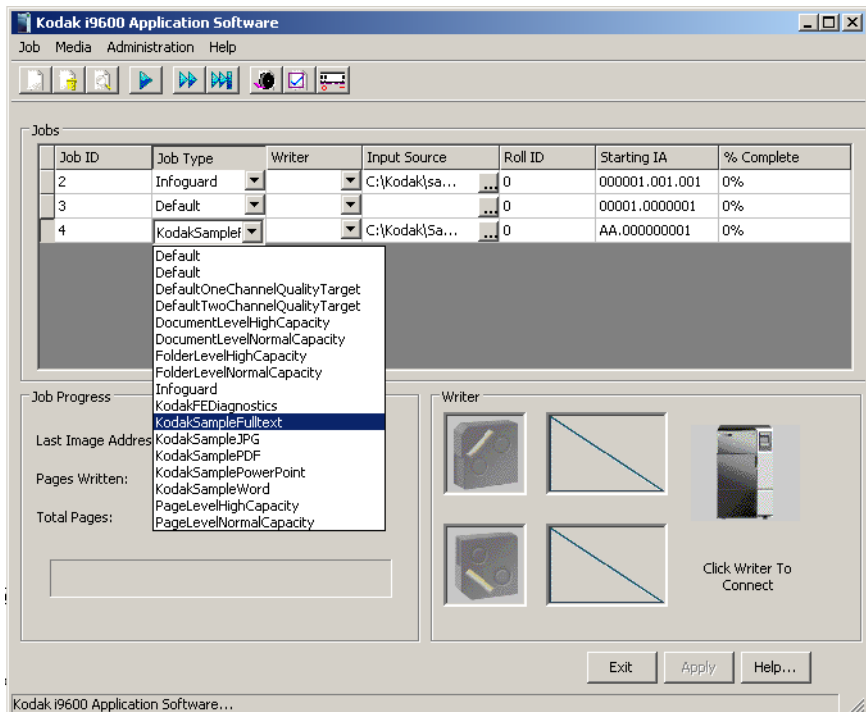 Kodak i9600 Application Software
Job Media Administration Help
Jobs
Job ID Job Type Writer Input Source Roll ID Starting IA % Complete
2 Infoguard C:\Kodak\sa... ... 0 000001.001.001 0%
3 Default ... 0 00001.0000001 0%
4 KodakSampleF C:\Kodak\Sa... ... 0 AA.000000001 0%
Default
Default
DefaultOneChannelQualityTarget
DefaultTwoChannelQualityTarget
DocumentLevelHighCapacity
DocumentLevelNormalCapacity
FolderLevelHighCapacity
FolderLevelNormalCapacity
Infoguard
KodakFEDiagnostics
KodakSampleFulltext
KodakSampleJPG
KodakSamplePDF
KodakSamplePowerPoint
KodakSampleWord
PageLevelHighCapacity
PageLevelNormalCapacity
Job Progress
Last Image Addres
Pages Written:
Total Pages:
Writer
Click Writer To
Connect
Exit Apply Help...
Kodak i9600 Application Software...